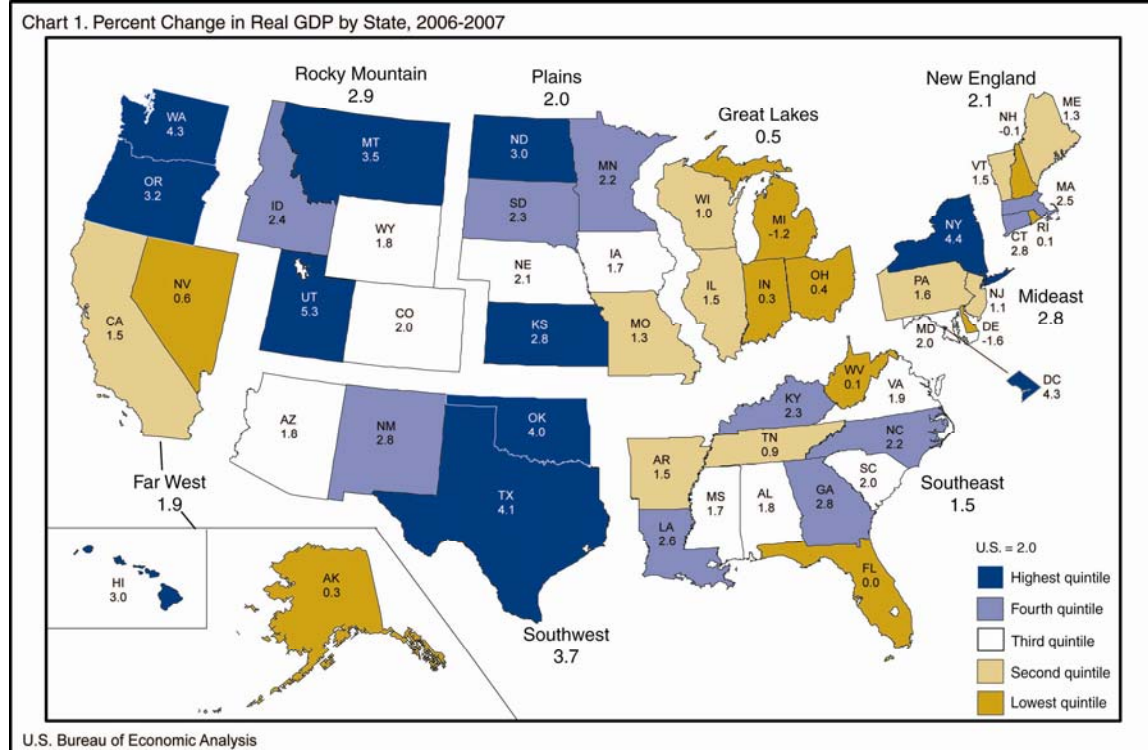 Chart 1. Percent Change in Real GDP by State, 2006-2007
Rocky Mountain
2.9
Plains
2.0
Great Lakes
0.5
New England
2.1
WA
4.3
OR
3.2
CA
1.5
NV
0.6
ID
2.4
MT
3.5
WY
1.8
UT
5.3
CO
2.0
AZ
1.8
NM
2.8
ND
3.0
SD
2.3
NE
2.1
KS
2.8
OK
4.0
TX
4.1
MN
2.2
IA
1.7
MO
1.3
WI
1.0
IL
1.5
MI
-1.2
IN
0.3
OH
0.4
NH
-0.1
ME
1.3
VT
1.5
MA
2.5
RI
0.1
CT
2.8
NY
4.4
PA
1.6
NJ
1.1
Mideast
2.8
MD
2.0
DE
-1.6
DC
4.3
WV
0.1
VA
1.9
KY
2.3
NC
2.2
TN
0.9
SC
2.0
AR
1.5
MS
1.7
AL
1.8
GA
2.8
LA
2.6
FL
0.0
Southeast
1.5
Far West
1.9
HI
3.0
AK
0.3
Southwest
3.7
U.S. = 2.0
Highest quintile
Fourth quintile
Third quintile
Second quintile
Lowest quintile
U.S. Bureau of Economic Analysis